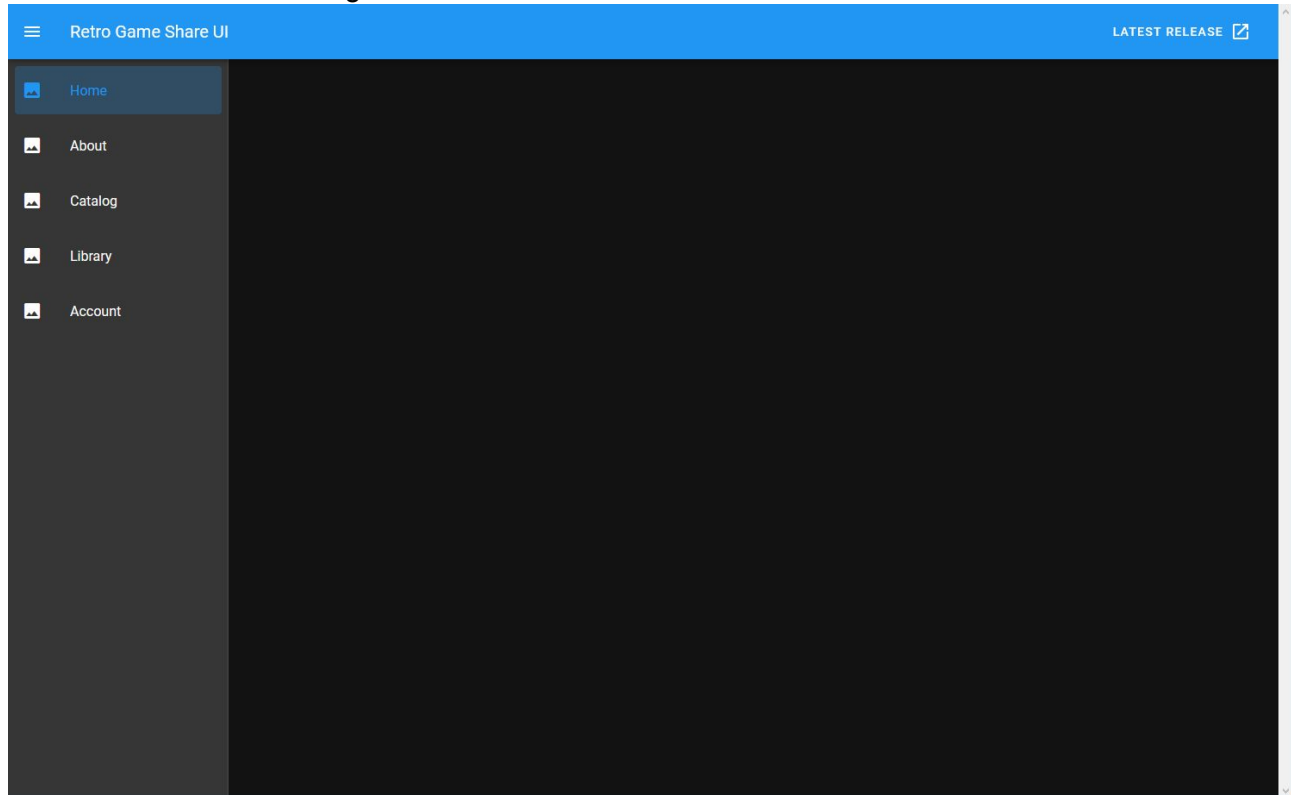 Retro Game Share UI
LATEST RELEASE
Home
About
Catalog
Library
Account